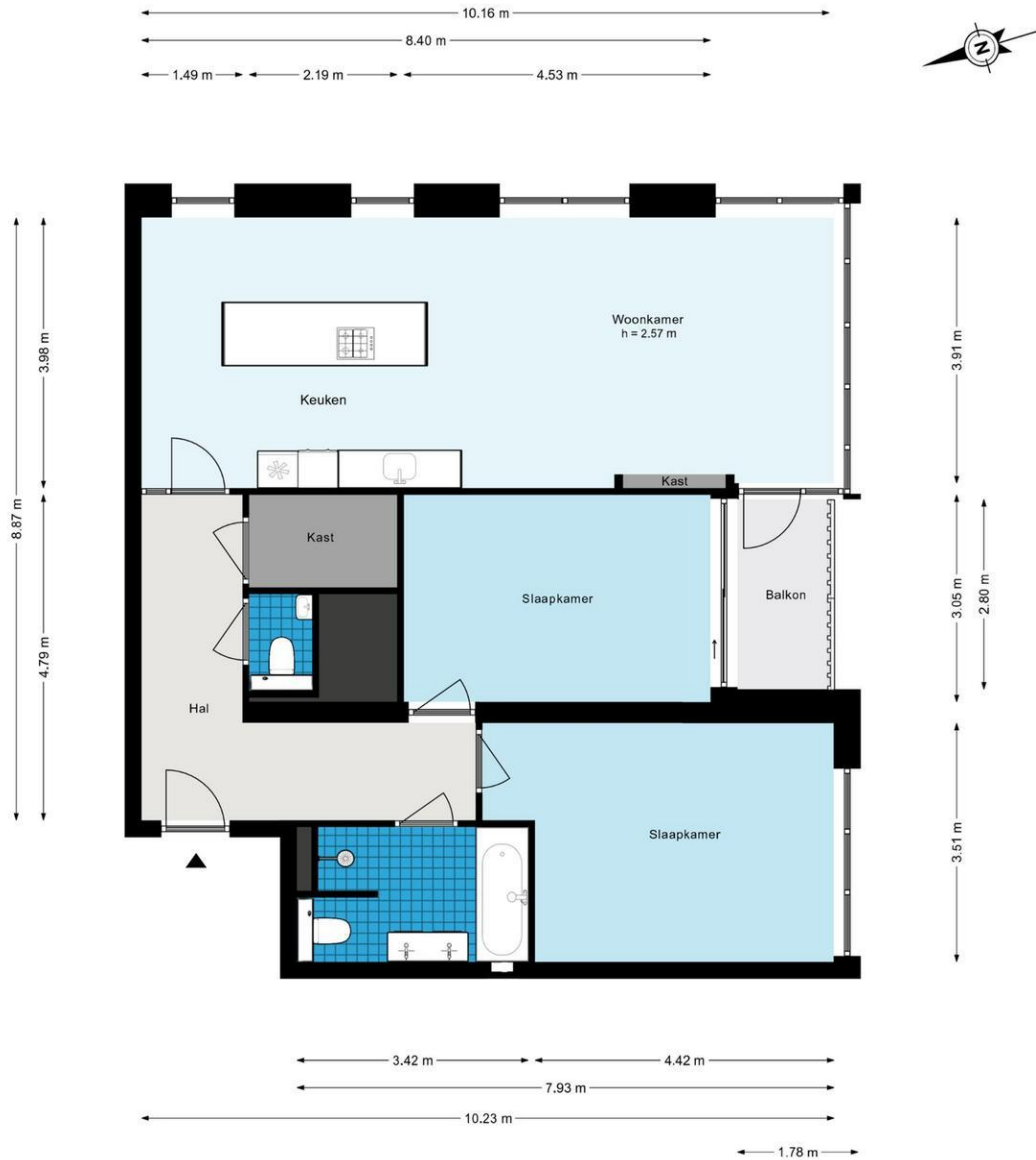 10.16 m
8.40 m
1.49 m
2.19 m
4.53 m
N
Woonkamer
h = 2.57 m
3.98 m
3.91 m
Keuken
Kast
8.87 m
Kast
Slaapkamer
Balkon
3.05 m
2.80 m
4.79 m
Hal
Slaapkamer
3.51 m
3.42 m
4.42 m
7.93 m
10.23 m
1.78 m